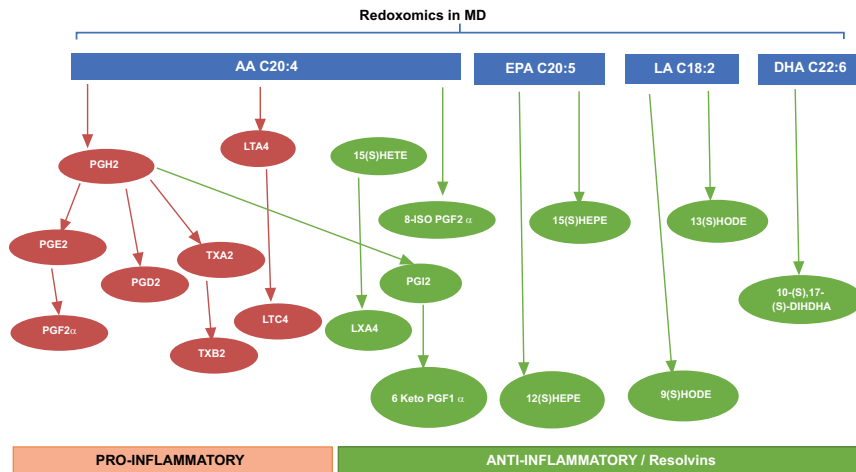 Redoxomics in MD
AA C20:4
EPA C20:5
LA C18:2
DHA C22:6
PGH2
LTA4
15(S)HETE
8-ISO PGF2 α
15(S)HEPE
13(S)HODE
PGE2
TXA2
PGD2
PGI2
10-(S),17-
(S)-DIHDHA
PGF2α
LTC4
LXA4
TXB2
6 Keto PGF1 α
12(S)HEPE
9(S)HODE
PRO-INFLAMMATORY
ANTI-INFLAMMATORY / Resolvins